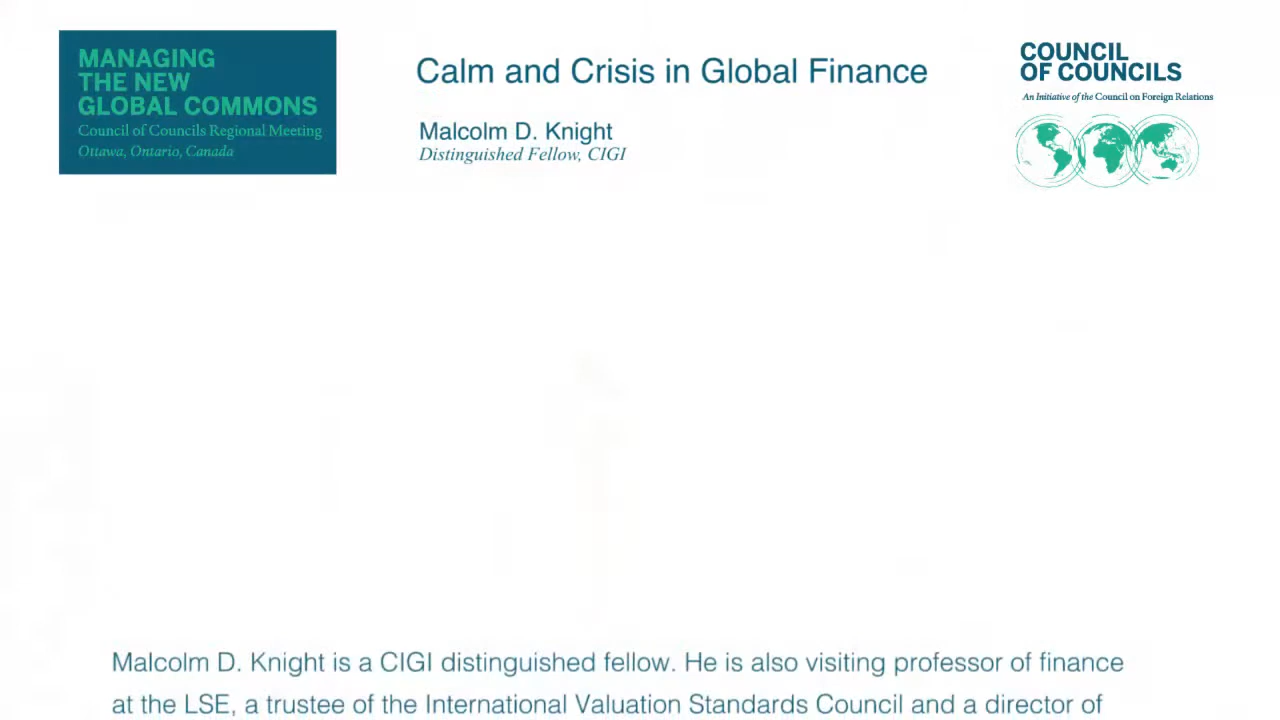 MANAGING
THE NEW
GLOBAL COMMONS
Council of Councils Regional Meeting
Ottawa, Ontario, Canada
Calm and Crisis in Global Finance
Malcolm D. Knight
Distinguished Fellow, CIGI
COUNCIL
OF COUNCILS
An Initiative of the Council on Foreign Relations
Malcolm D. Knight is a CIGI distinguished fellow. He is also visiting professor of finance
at the LSE, a trustee of the International Valuation Standards Council and a director of